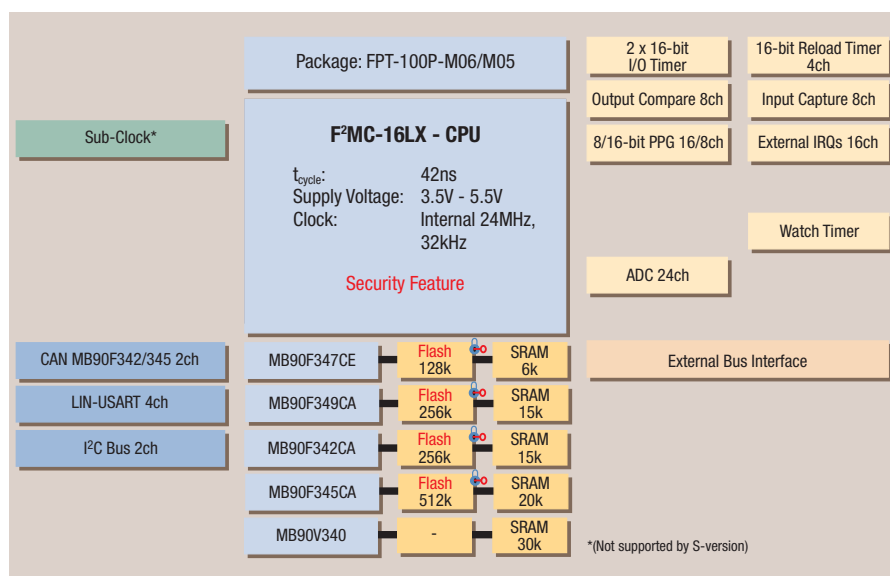 Package: FPT-100P-M06/M05
2 x 16-bit
I/O Timer
16-bit Reload Timer
4ch
Output Compare 8ch
Input Capture 8ch
Sub-Clock*
F²MC-16LX - CPU
8/16-bit PPG 16/8ch
External IRQs 16ch
tcycle: 42ns
Supply Voltage: 3.5V - 5.5V
Clock: Internal 24MHz,
32kHz
Watch Timer
Security Feature
ADC 24ch
CAN MB90F342/345 2ch
MB90F347CE
Flash
128k
SRAM
6k
External Bus Interface
LIN-USART 4ch
MB90F349CA
Flash
256k
SRAM
15k
I²C Bus 2ch
MB90F342CA
Flash
256k
SRAM
15k
MB90F345CA
Flash
512k
SRAM
20k
MB90V340
-
SRAM
30k
*(Not supported by S-version)